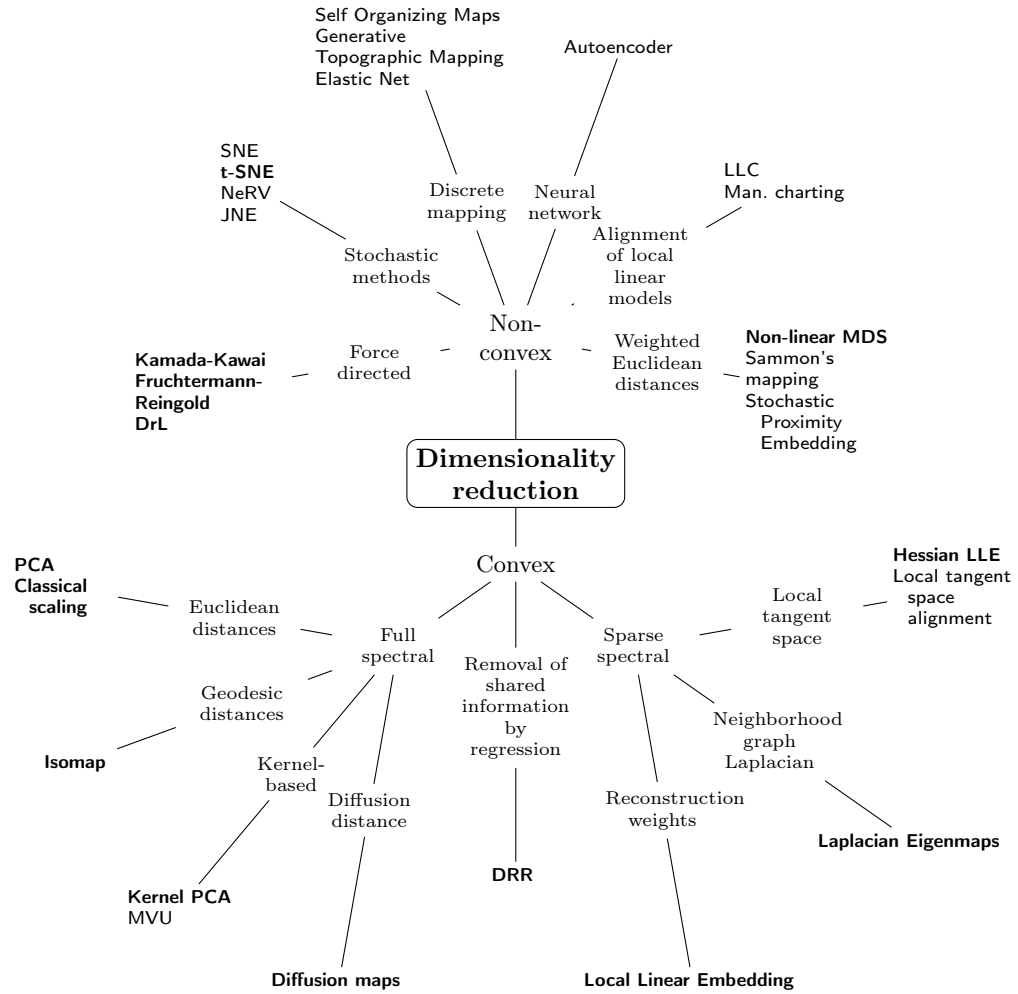 Self Organizing Maps
Generative
Topographic Mapping
Elastic Net
Autoencoder
SNE
t-SNE
NeRV
JNE
LLC
Man. charting
Discrete
mapping
Neural
network
Stochastic
methods
Alignment
of local
linear
models
Non-
convex
Kamada-Kawai
Fruchtermann-
Reingold
DrL
Force
directed
Weighted
Euclidean
distances
Non-linear MDS
Sammon's
mapping
Stochastic
Proximity
Embedding
Dimensionality
reduction
Convex
PCA
Classical
scaling
Euclidean
distances
Full
spectral
Sparse
spectral
Local
tangent
space
Hessian LLE
Local tangent
space
alignment
Removal of
shared
information
by
regression
Geodesic
distances
Isomap
Kernel-
based
Diffusion
distance
Reconstruction
weights
Neighborhood
graph
Laplacian
Laplacian Eigenmaps
DRR
Kernel PCA
MVU
Diffusion maps
Local Linear Embedding